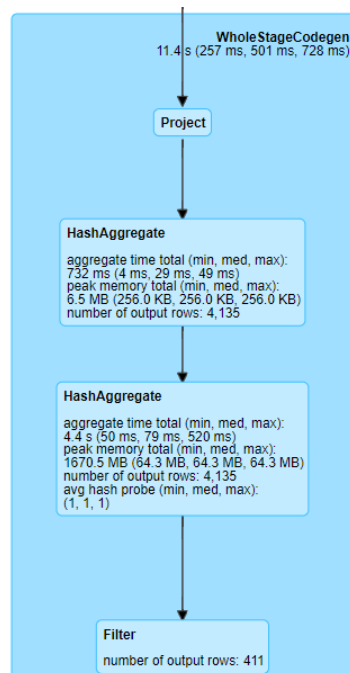 WholeStageCodegen
11.4 s (257 ms, 501 ms, 728 ms)
Project
HashAggregate
aggregate time total (min, med, max):
732 ms (4 ms, 29 ms, 49 ms)
peak memory total (min, med, max):
6.5 MB (256.0 KB, 256.0 KB, 256.0 KB)
number of output rows: 4,135
HashAggregate
aggregate time total (min, med, max):
4.4 s (50 ms, 79 ms, 520 ms)
peak memory total (min, med, max):
1670.5 MB (64.3 MB, 64.3 MB, 64.3 MB)
number of output rows: 4,135
avg hash probe (min, med, max):
(1, 1, 1)
Filter
number of output rows: 411